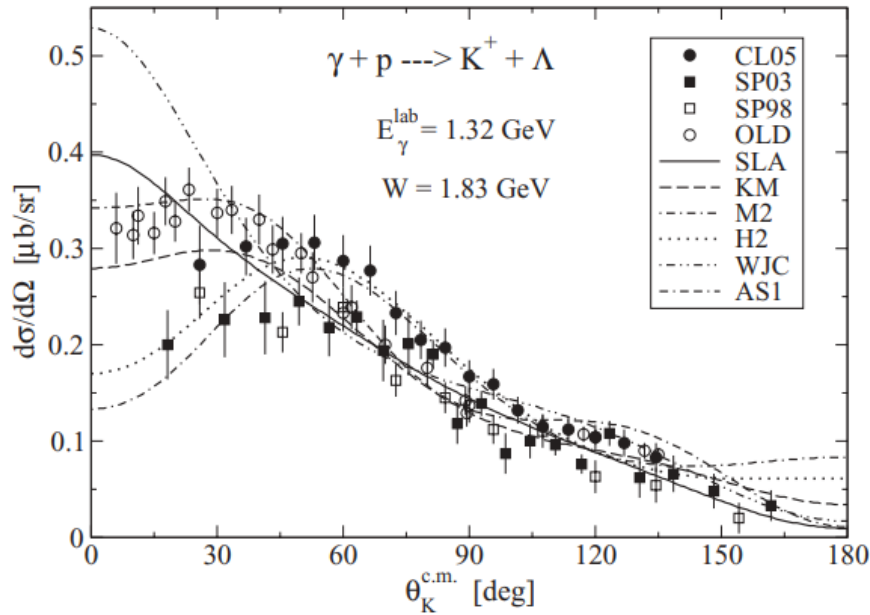 γ + p ---> K⁺ + Λ
E_γ^lab = 1.32 GeV
W = 1.83 GeV
CL05
SP03
SP98
OLD
SLA
KM
M2
H2
WJC
AS1
dσ/dΩ [μb/sr]
0.5
0.4
0.3
0.2
0.1
0
0 30 60 90 120 150 180
θ_K^c.m. [deg]